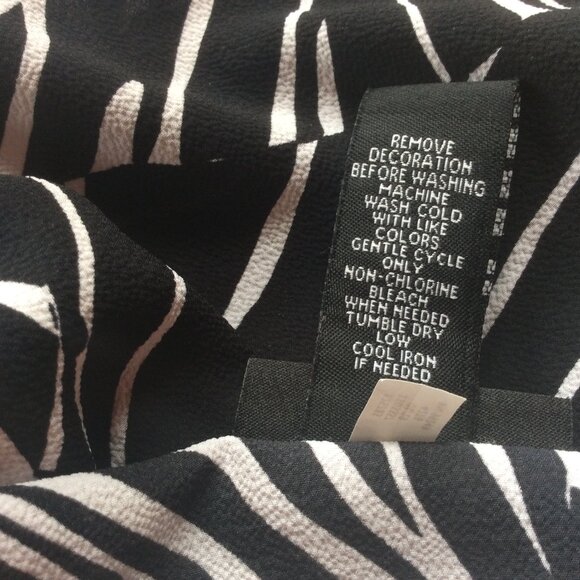 REMOVE
DECORATION
BEFORE WASHING
MACHINE
WASH COLD
WITH LIKE
COLORS
GENTLE CYCLE
ONLY
NON-CHLORINE
BLEACH
WHEN NEEDED
TUMBLE DRY
LOW
COOL IRON
IF NEEDED